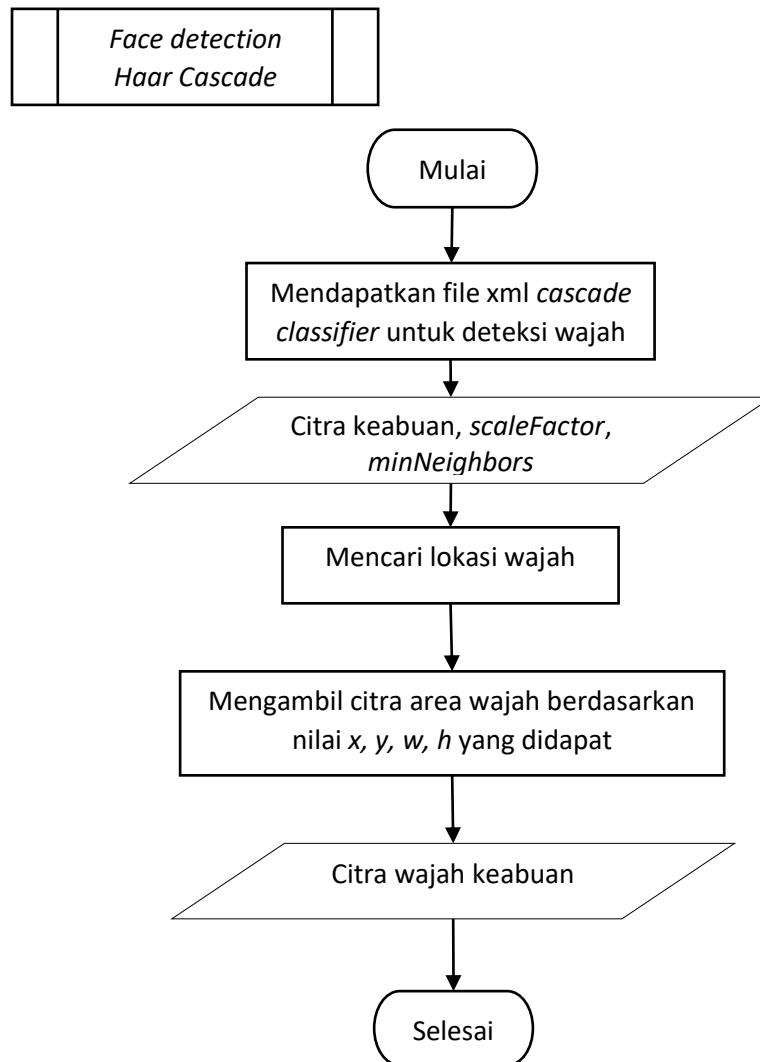 Face detection
Haar Cascade
Mulai
Mendapatkan file xml cascade
classifier untuk deteksi wajah
Citra keabuan, scaleFactor,
minNeighbors
Mencari lokasi wajah
Mengambil citra area wajah berdasarkan
nilai x, y, w, h yang didapat
Citra wajah keabuan
Selesai